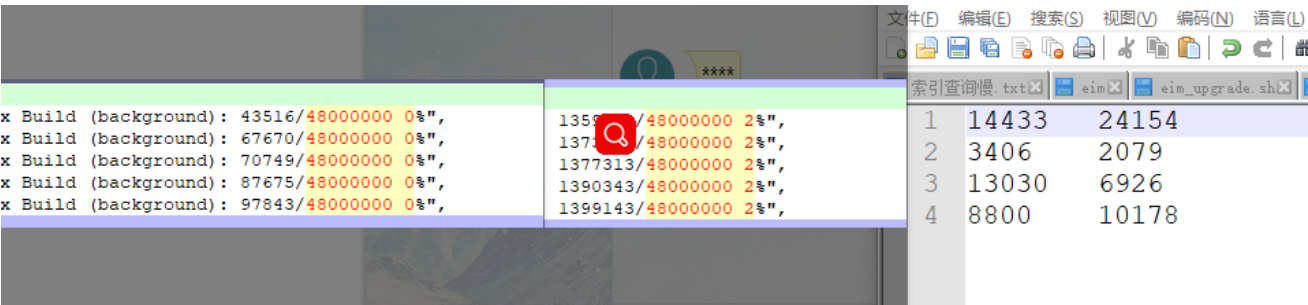 文件(F) 编辑(E) 搜索(S) 视图(V) 编码(N) 语言(L)
****
索引查询慢.txt eim eim_upgrade.sh
x Build (background): 43516/48000000 0%",
x Build (background): 67670/48000000 0%",
x Build (background): 70749/48000000 0%",
x Build (background): 87675/48000000 0%",
x Build (background): 97843/48000000 0%",
/48000000 2%",
/48000000 2%",
1377313/48000000 2%",
1390343/48000000 2%",
1399143/48000000 2%",
1 14433 24154
2 3406 2079
3 13030 6926
4 8800 10178